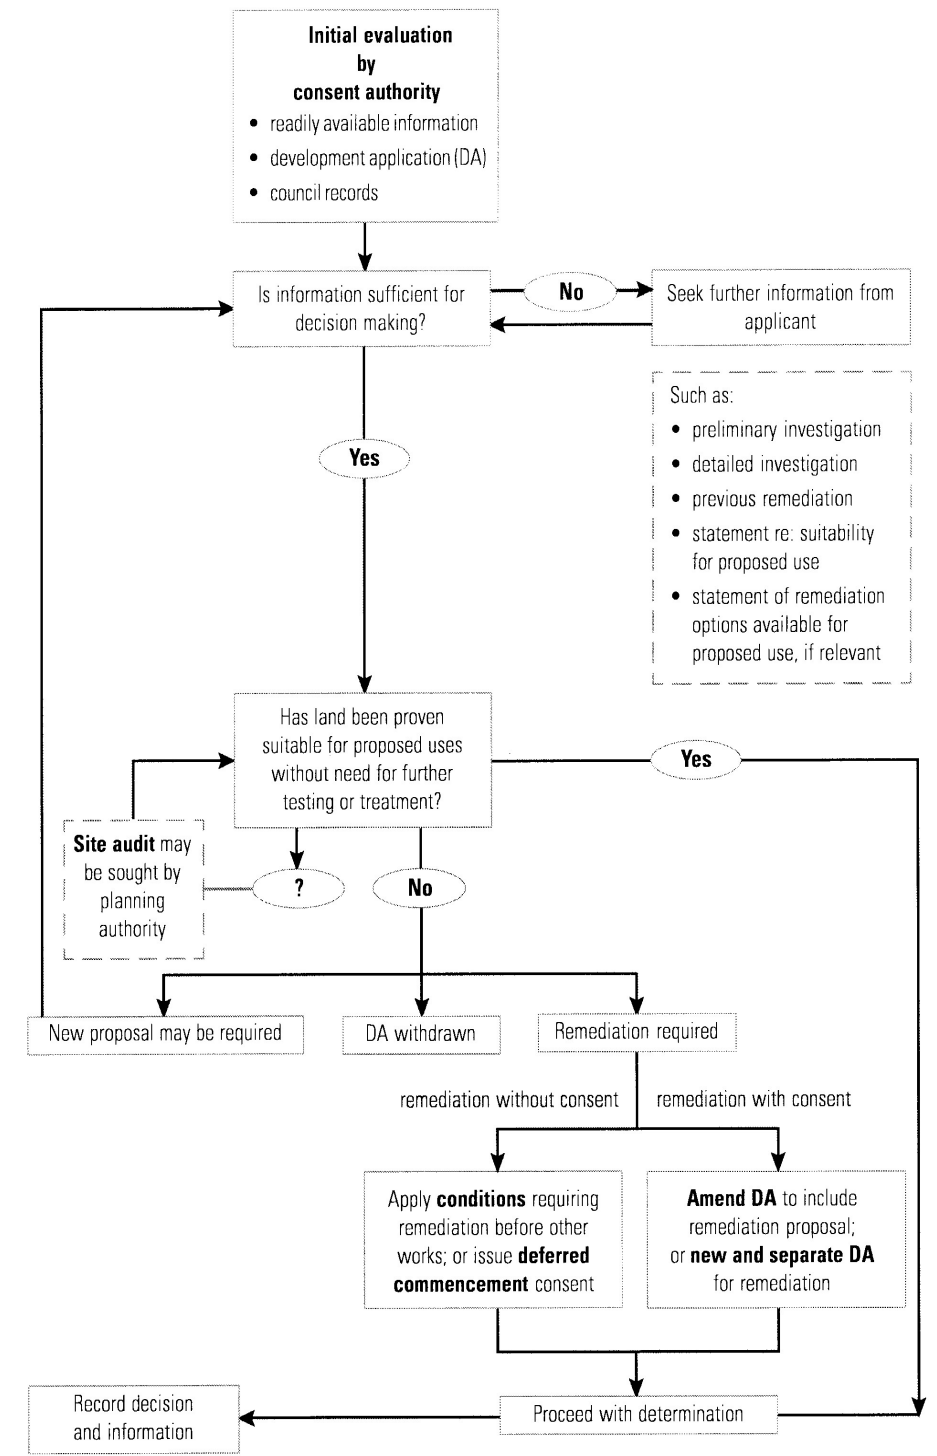 Initial evaluation
by
consent authority
• readily available information
• development application (DA)
• council records
Is information sufficient for
decision making?
No
Seek further information from
applicant
Such as:
• preliminary investigation
• detailed investigation
• previous remediation
• statement re: suitability
for proposed use
• statement of remediation
options available for
proposed use, if relevant
Yes
Has land been proven
suitable for proposed uses
without need for further
testing or treatment?
Yes
Site audit may
be sought by
planning
authority
?
No
New proposal may be required
DA withdrawn
Remediation required
remediation without consent
remediation with consent
Apply conditions requiring
remediation before other
works; or issue deferred
commencement consent
Amend DA to include
remediation proposal;
or new and separate DA
for remediation
Record decision
and information
Proceed with determination